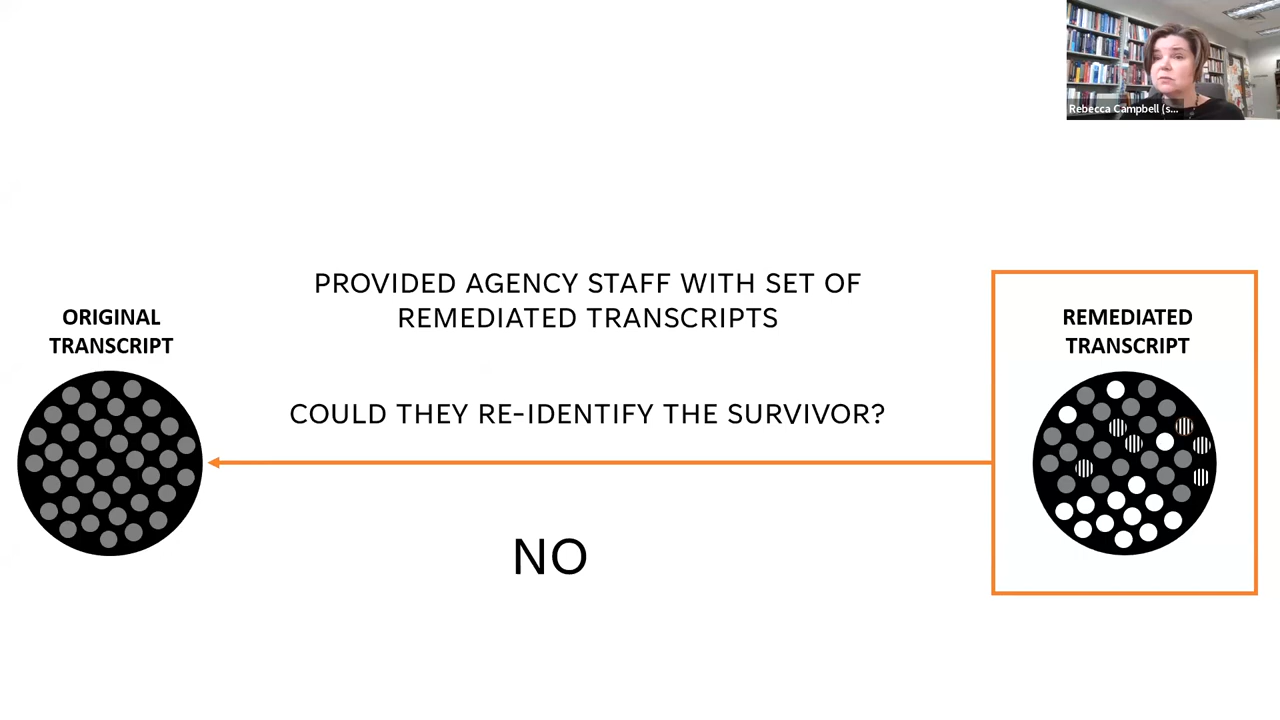 Rebecca Campbell (s...
PROVIDED AGENCY STAFF WITH SET OF
REMEDIATED TRANSCRIPTS
ORIGINAL
TRANSCRIPT
REMEDIATED
TRANSCRIPT
COULD THEY RE-IDENTIFY THE SURVIVOR?
NO